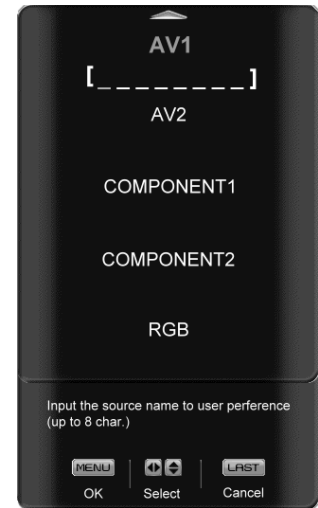 AV1
[_ _ _ _ _ _ _ _]
AV2
COMPONENT1
COMPONENT2
RGB
Input the source name to user perference
(up to 8 char.)
MENU LAST
OK Select Cancel